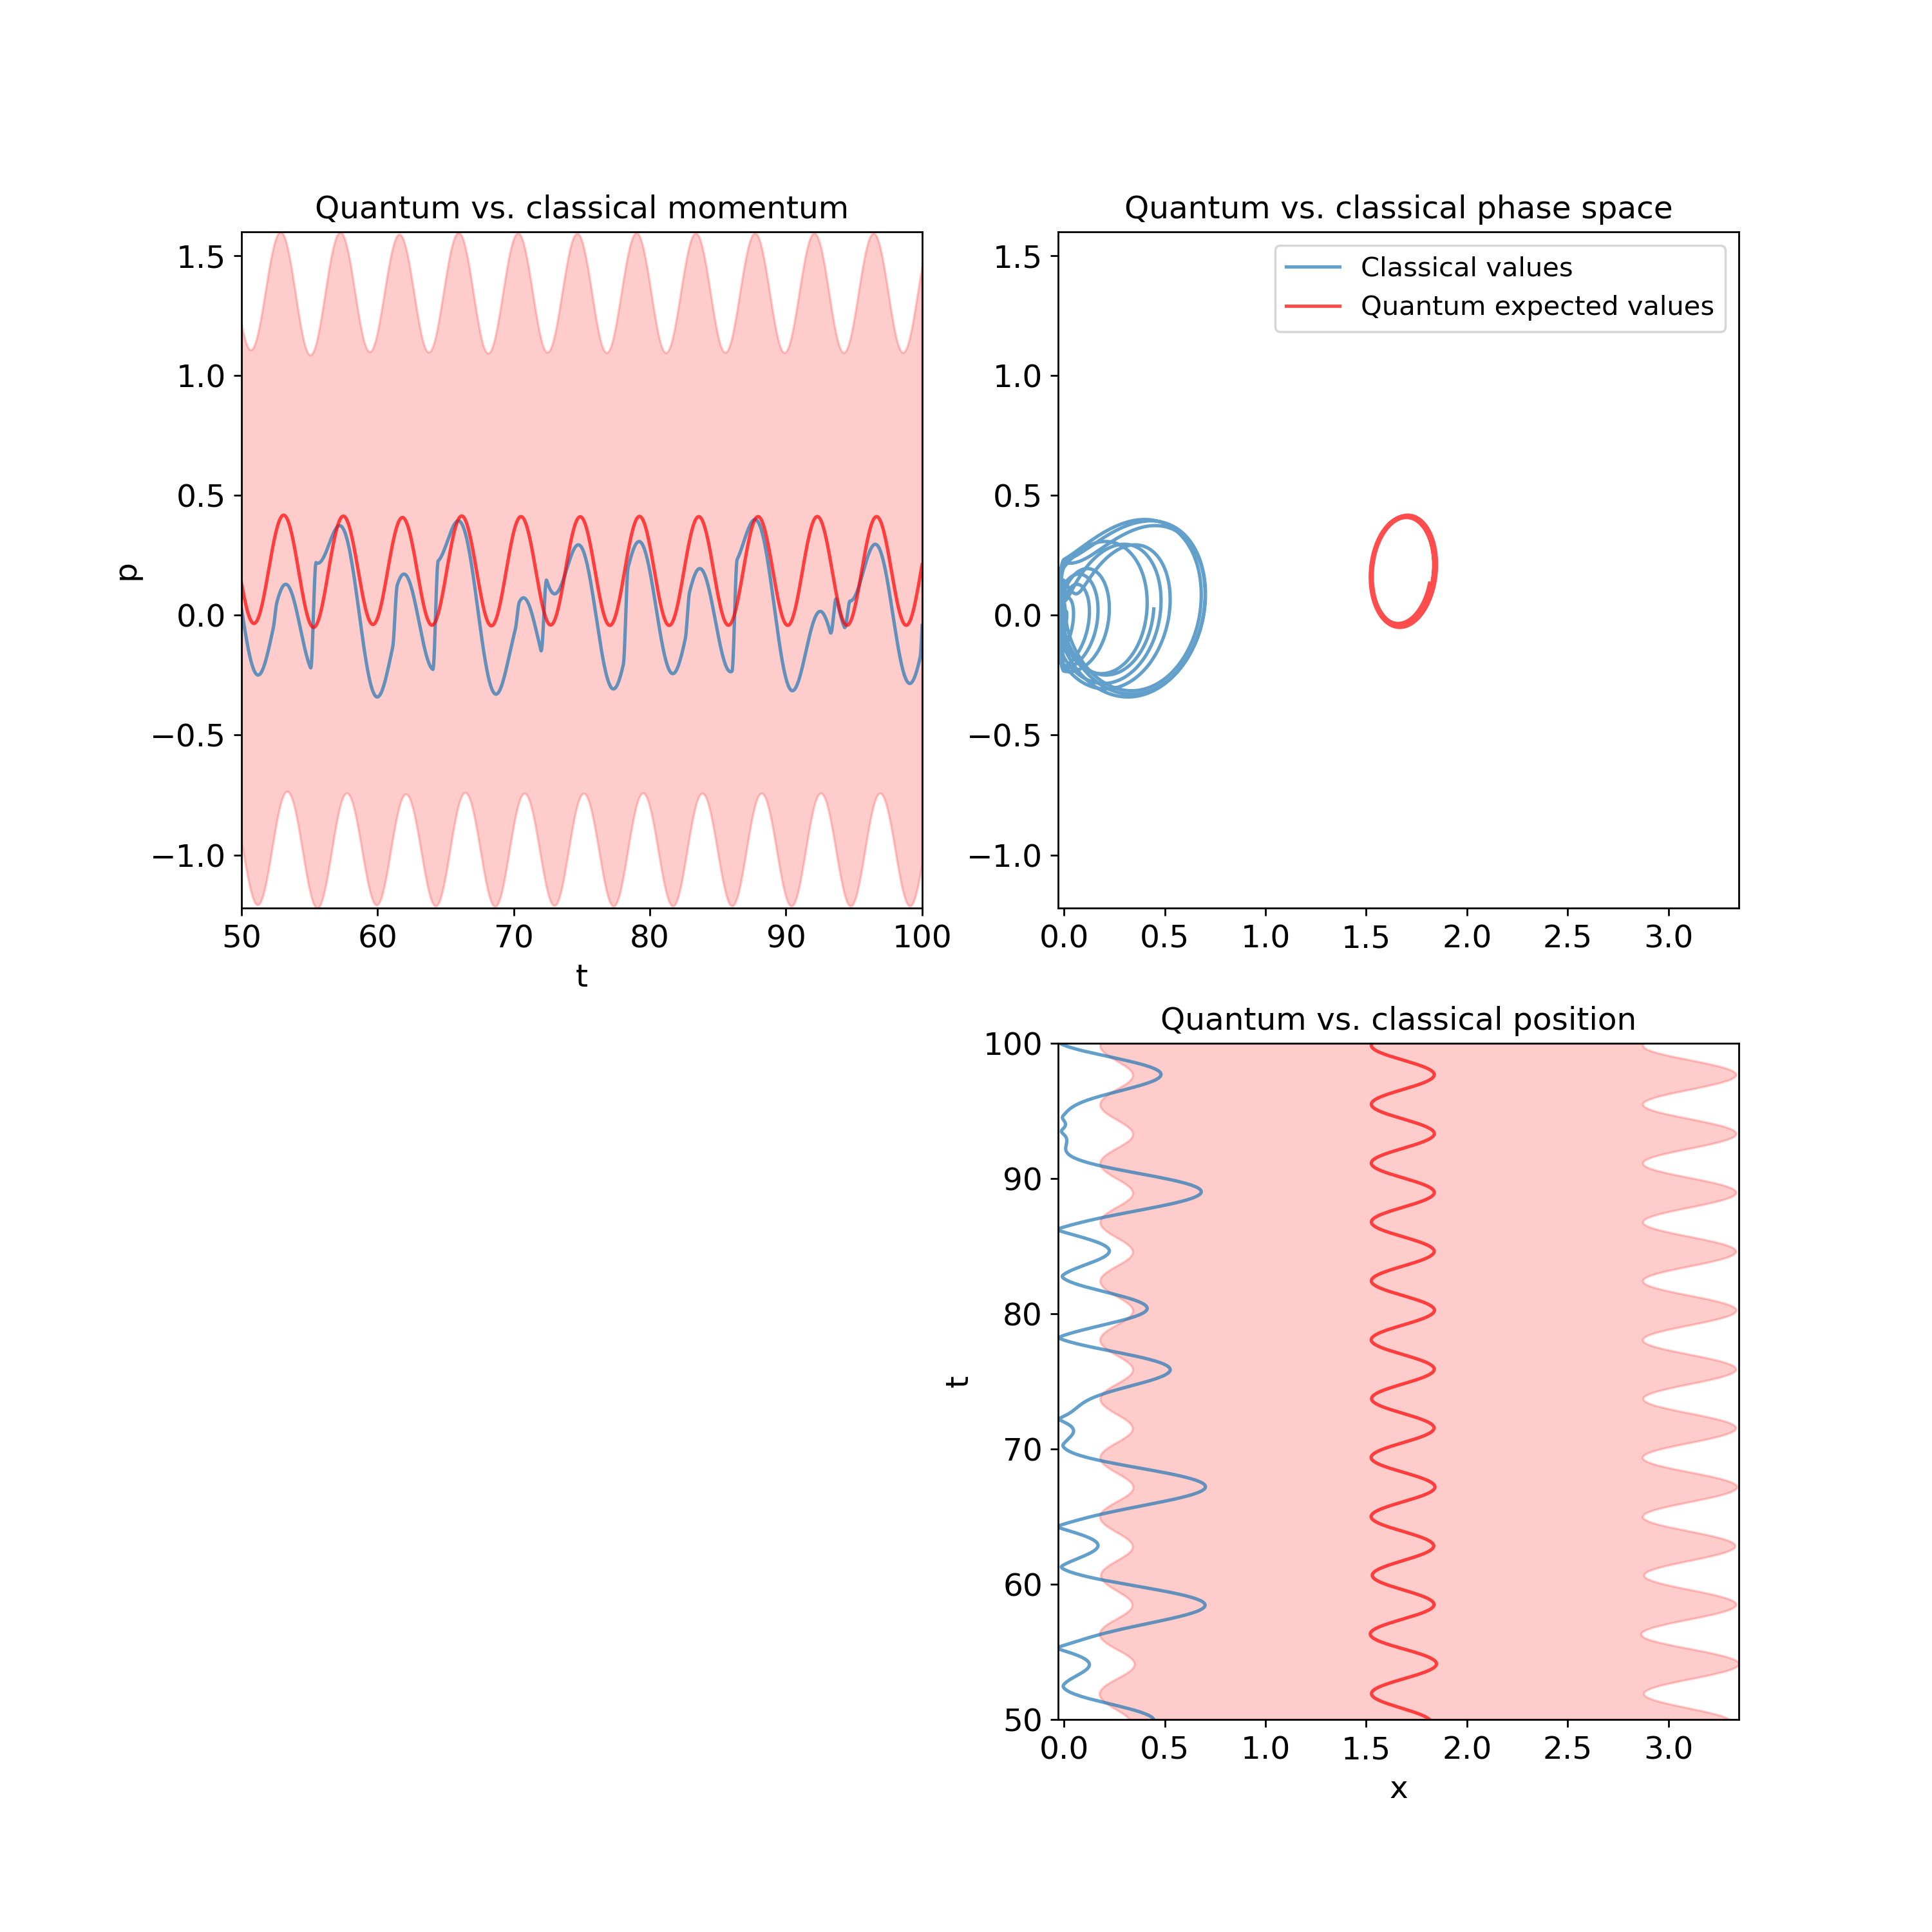 Quantum vs. classical momentum
1.5
1.0
0.5
0.0
−0.5
−1.0
p
50 60 70 80 90 100
t
Quantum vs. classical phase space
1.5
1.0
0.5
0.0
−0.5
−1.0
Classical values
Quantum expected values
0.0 0.5 1.0 1.5 2.0 2.5 3.0
Quantum vs. classical position
100
90
80
70
60
50
t
0.0 0.5 1.0 1.5 2.0 2.5 3.0
x